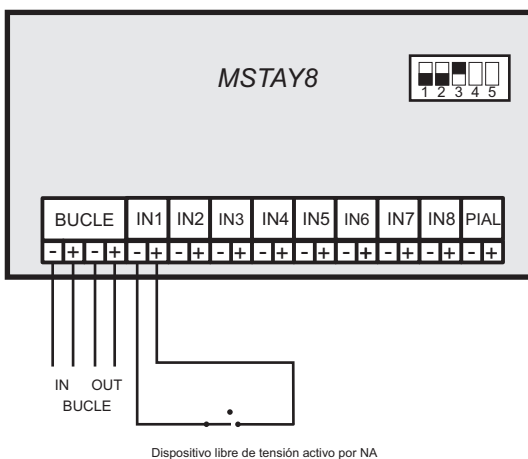 MSTAY8
1 2 3 4 5
BUCLE IN1 IN2 IN3 IN4 IN5 IN6 IN7 IN8 PIAL
- + - + - + - + - + - + - + - + - + - + - +
IN OUT
BUCLE
Dispositivo libre de tensión activo por NA